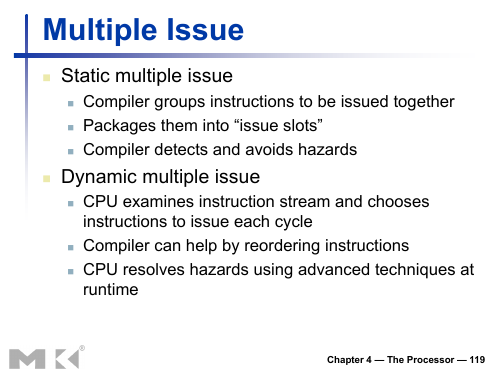 Multiple Issue
Static multiple issue
Compiler groups instructions to be issued together
Packages them into “issue slots”
Compiler detects and avoids hazards
Dynamic multiple issue
CPU examines instruction stream and chooses
instructions to issue each cycle
Compiler can help by reordering instructions
CPU resolves hazards using advanced techniques at
runtime
MK®
Chapter 4 — The Processor — 119